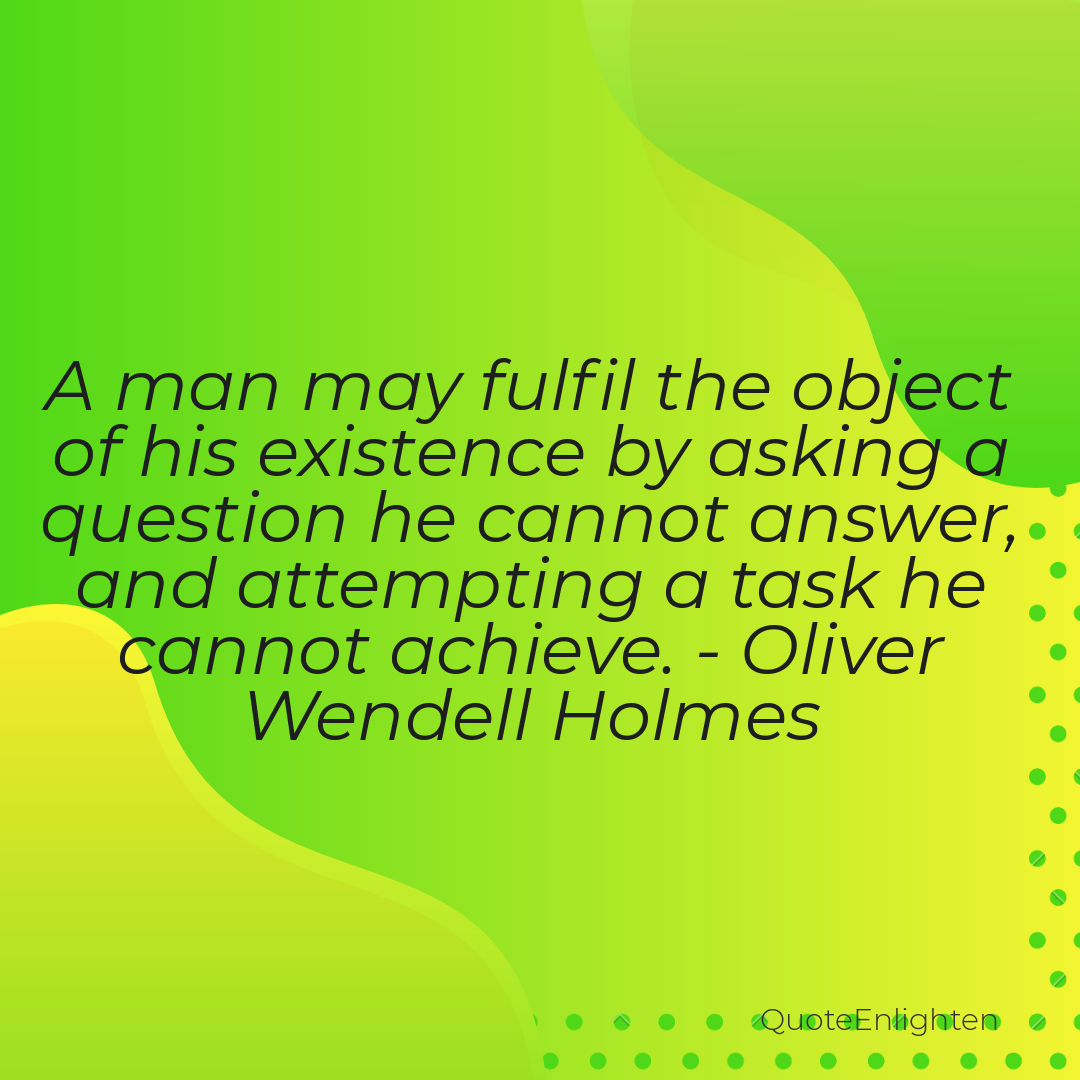 A man may fulfil the object
of his existence by asking a
question he cannot answer,
and attempting a task he
cannot achieve. - Oliver
Wendell Holmes
QuoteEnlighten